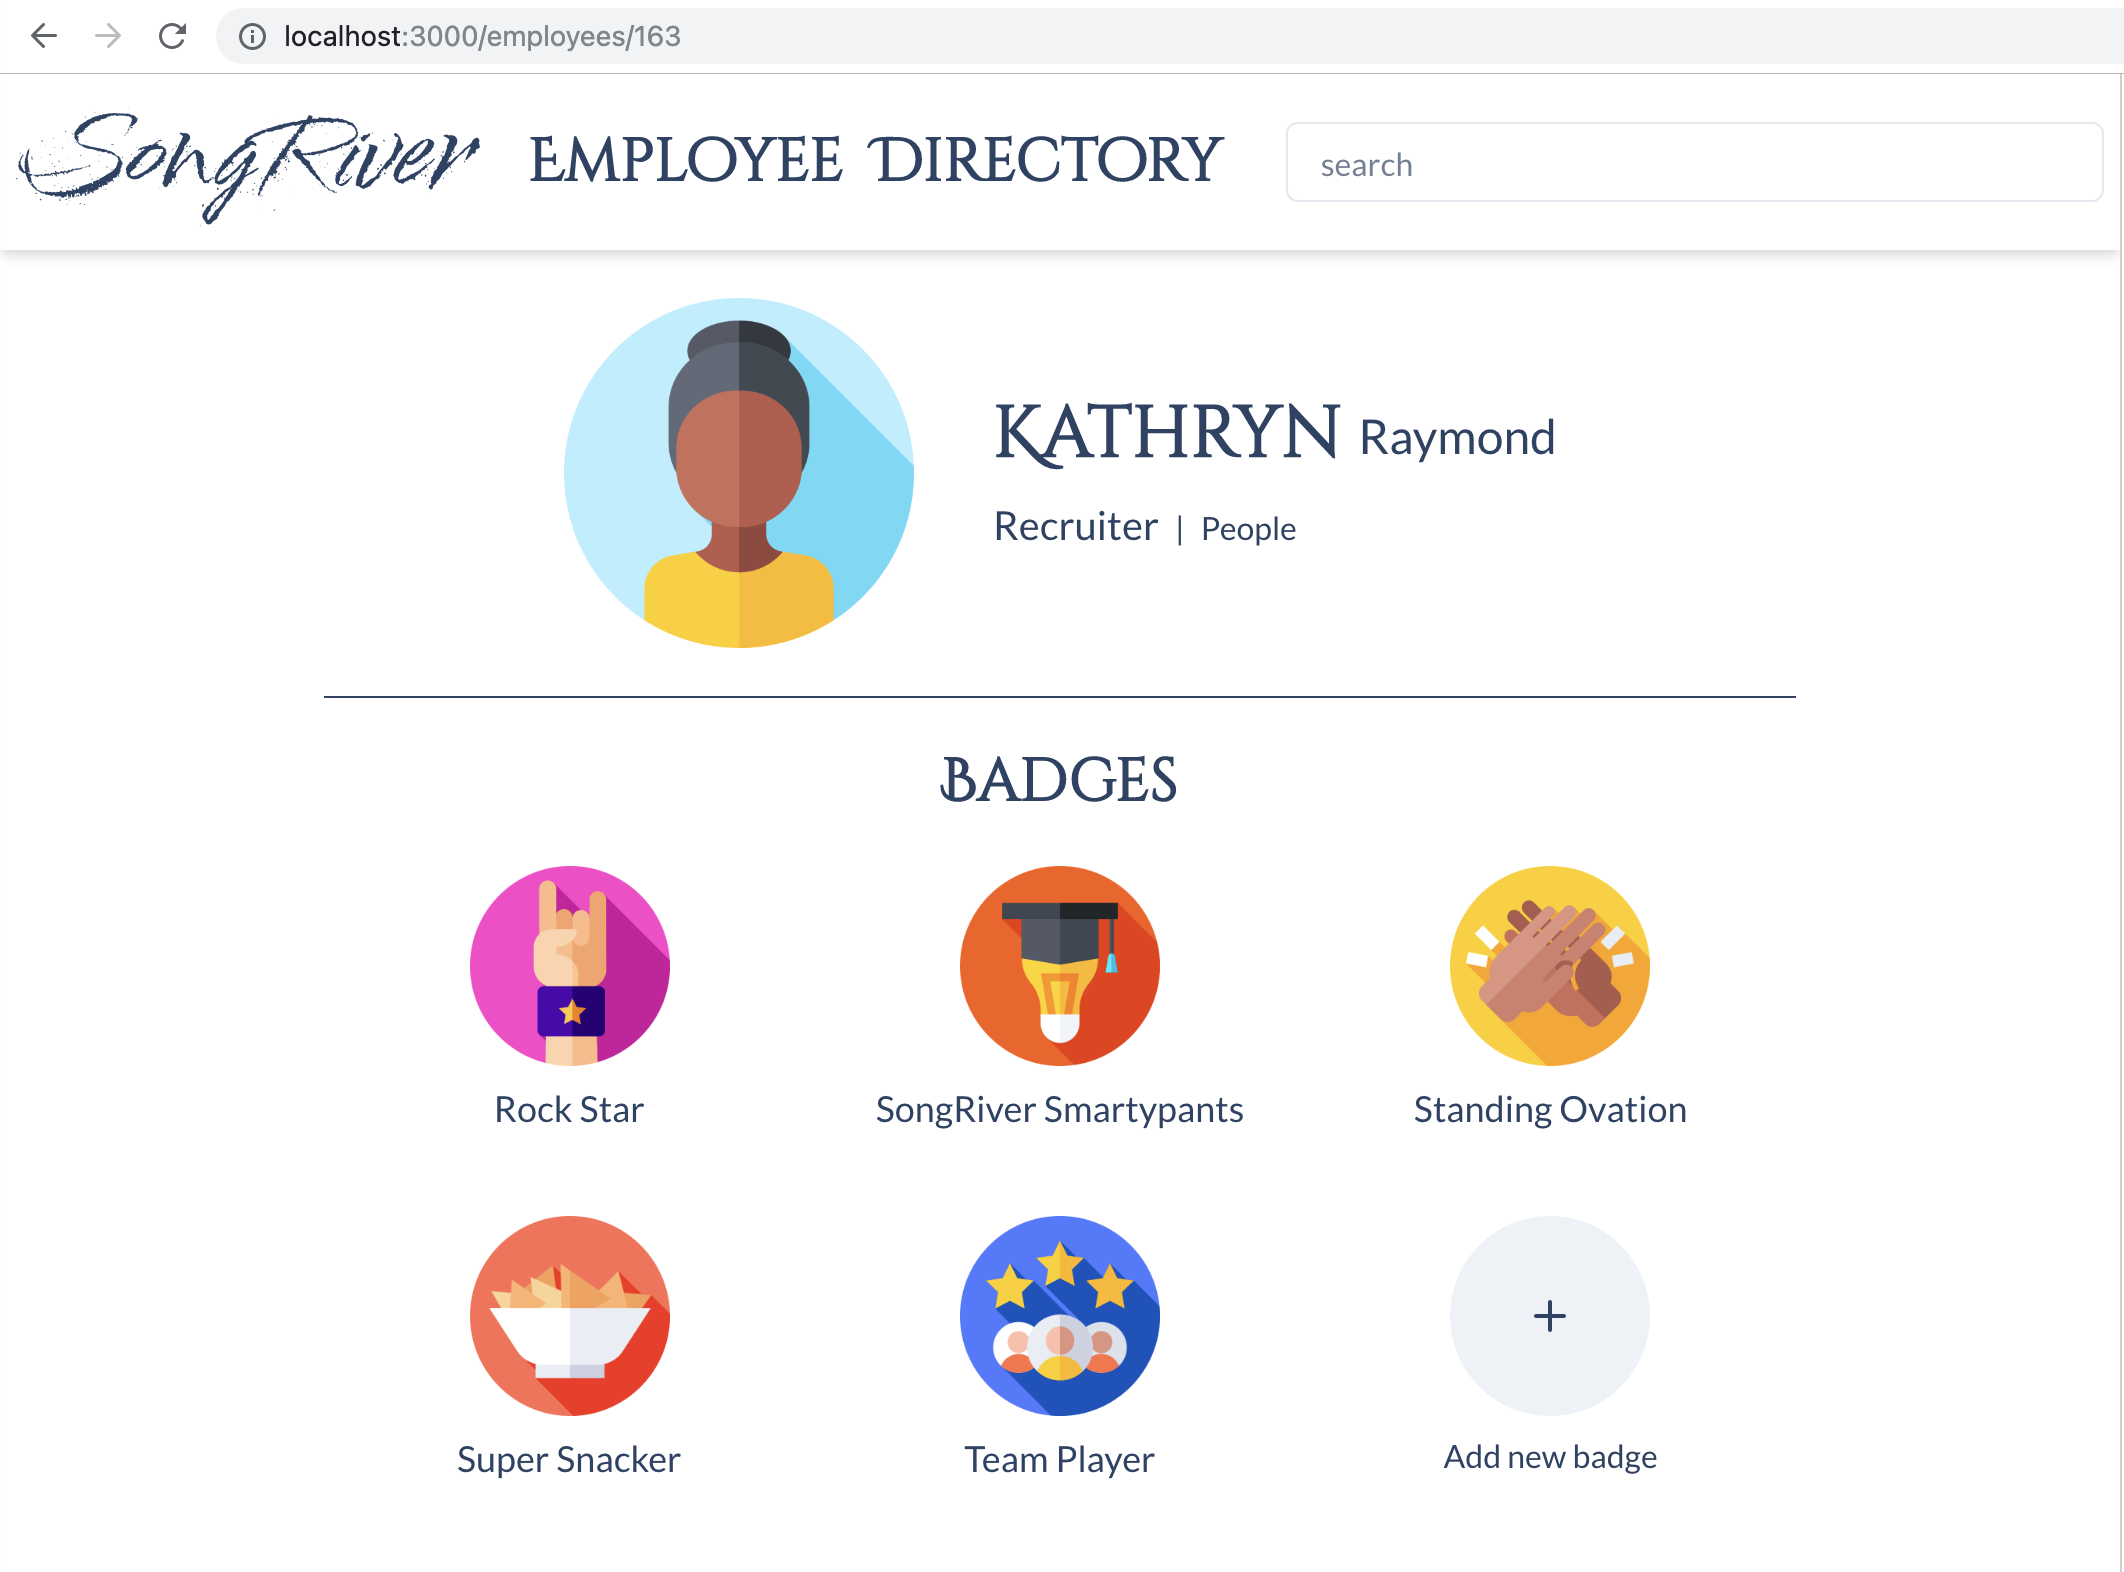 localhost:3000/employees/163
SongRiver EMPLOYEE DIRECTORY search
KATHRYN Raymond
Recruiter | People
BADGES
Rock Star SongRiver Smartypants Standing Ovation
Super Snacker Team Player Add new badge